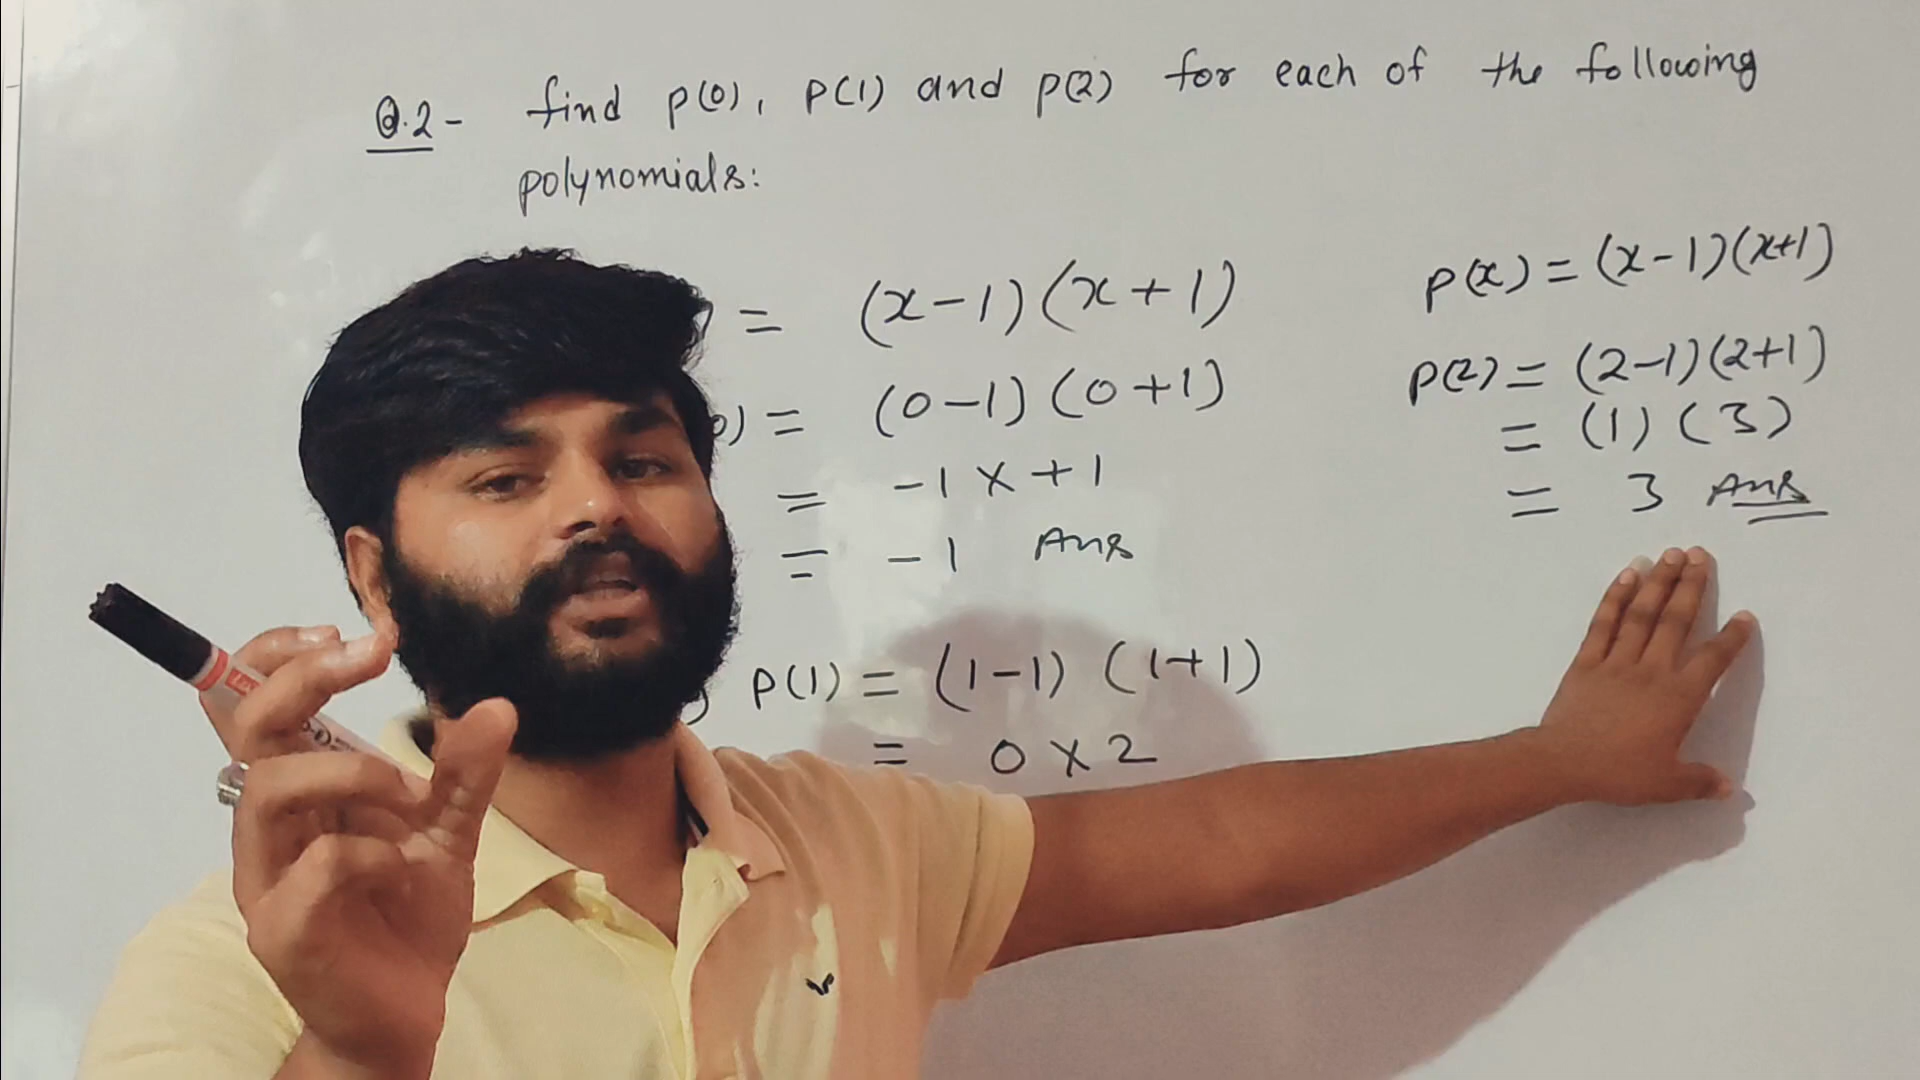 Q.2- find p(0), p(1) and p(2) for each of the following
polynomials:
) = (x-1)(x+1)
0) = (0-1)(0+1)
= -1 x +1
= -1 Ans
p(1) = (1-1) (1+1)
= 0 x 2
p(x) = (x-1)(x+1)
p(2) = (2-1)(2+1)
= (1) (3)
= 3 Ans